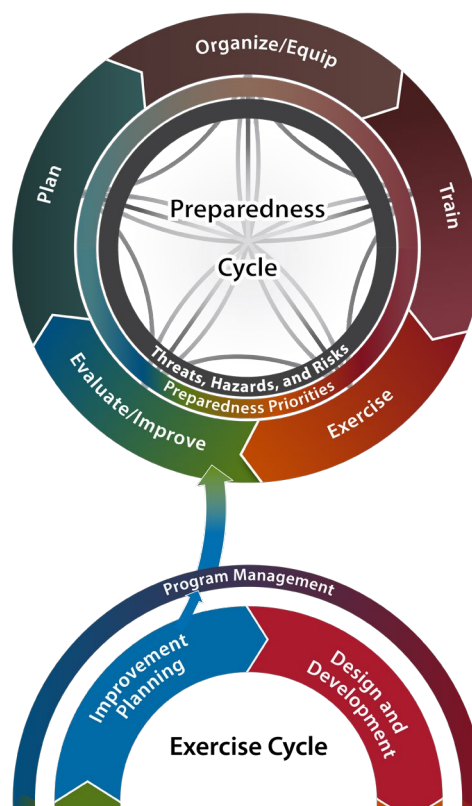 Organize/Equip
Plan
Train
Preparedness
Cycle
Threats, Hazards, and Risks
Preparedness Priorities
Evaluate/Improve
Exercise
Program Management
Improvement
Planning
Design and
Development
Exercise Cycle